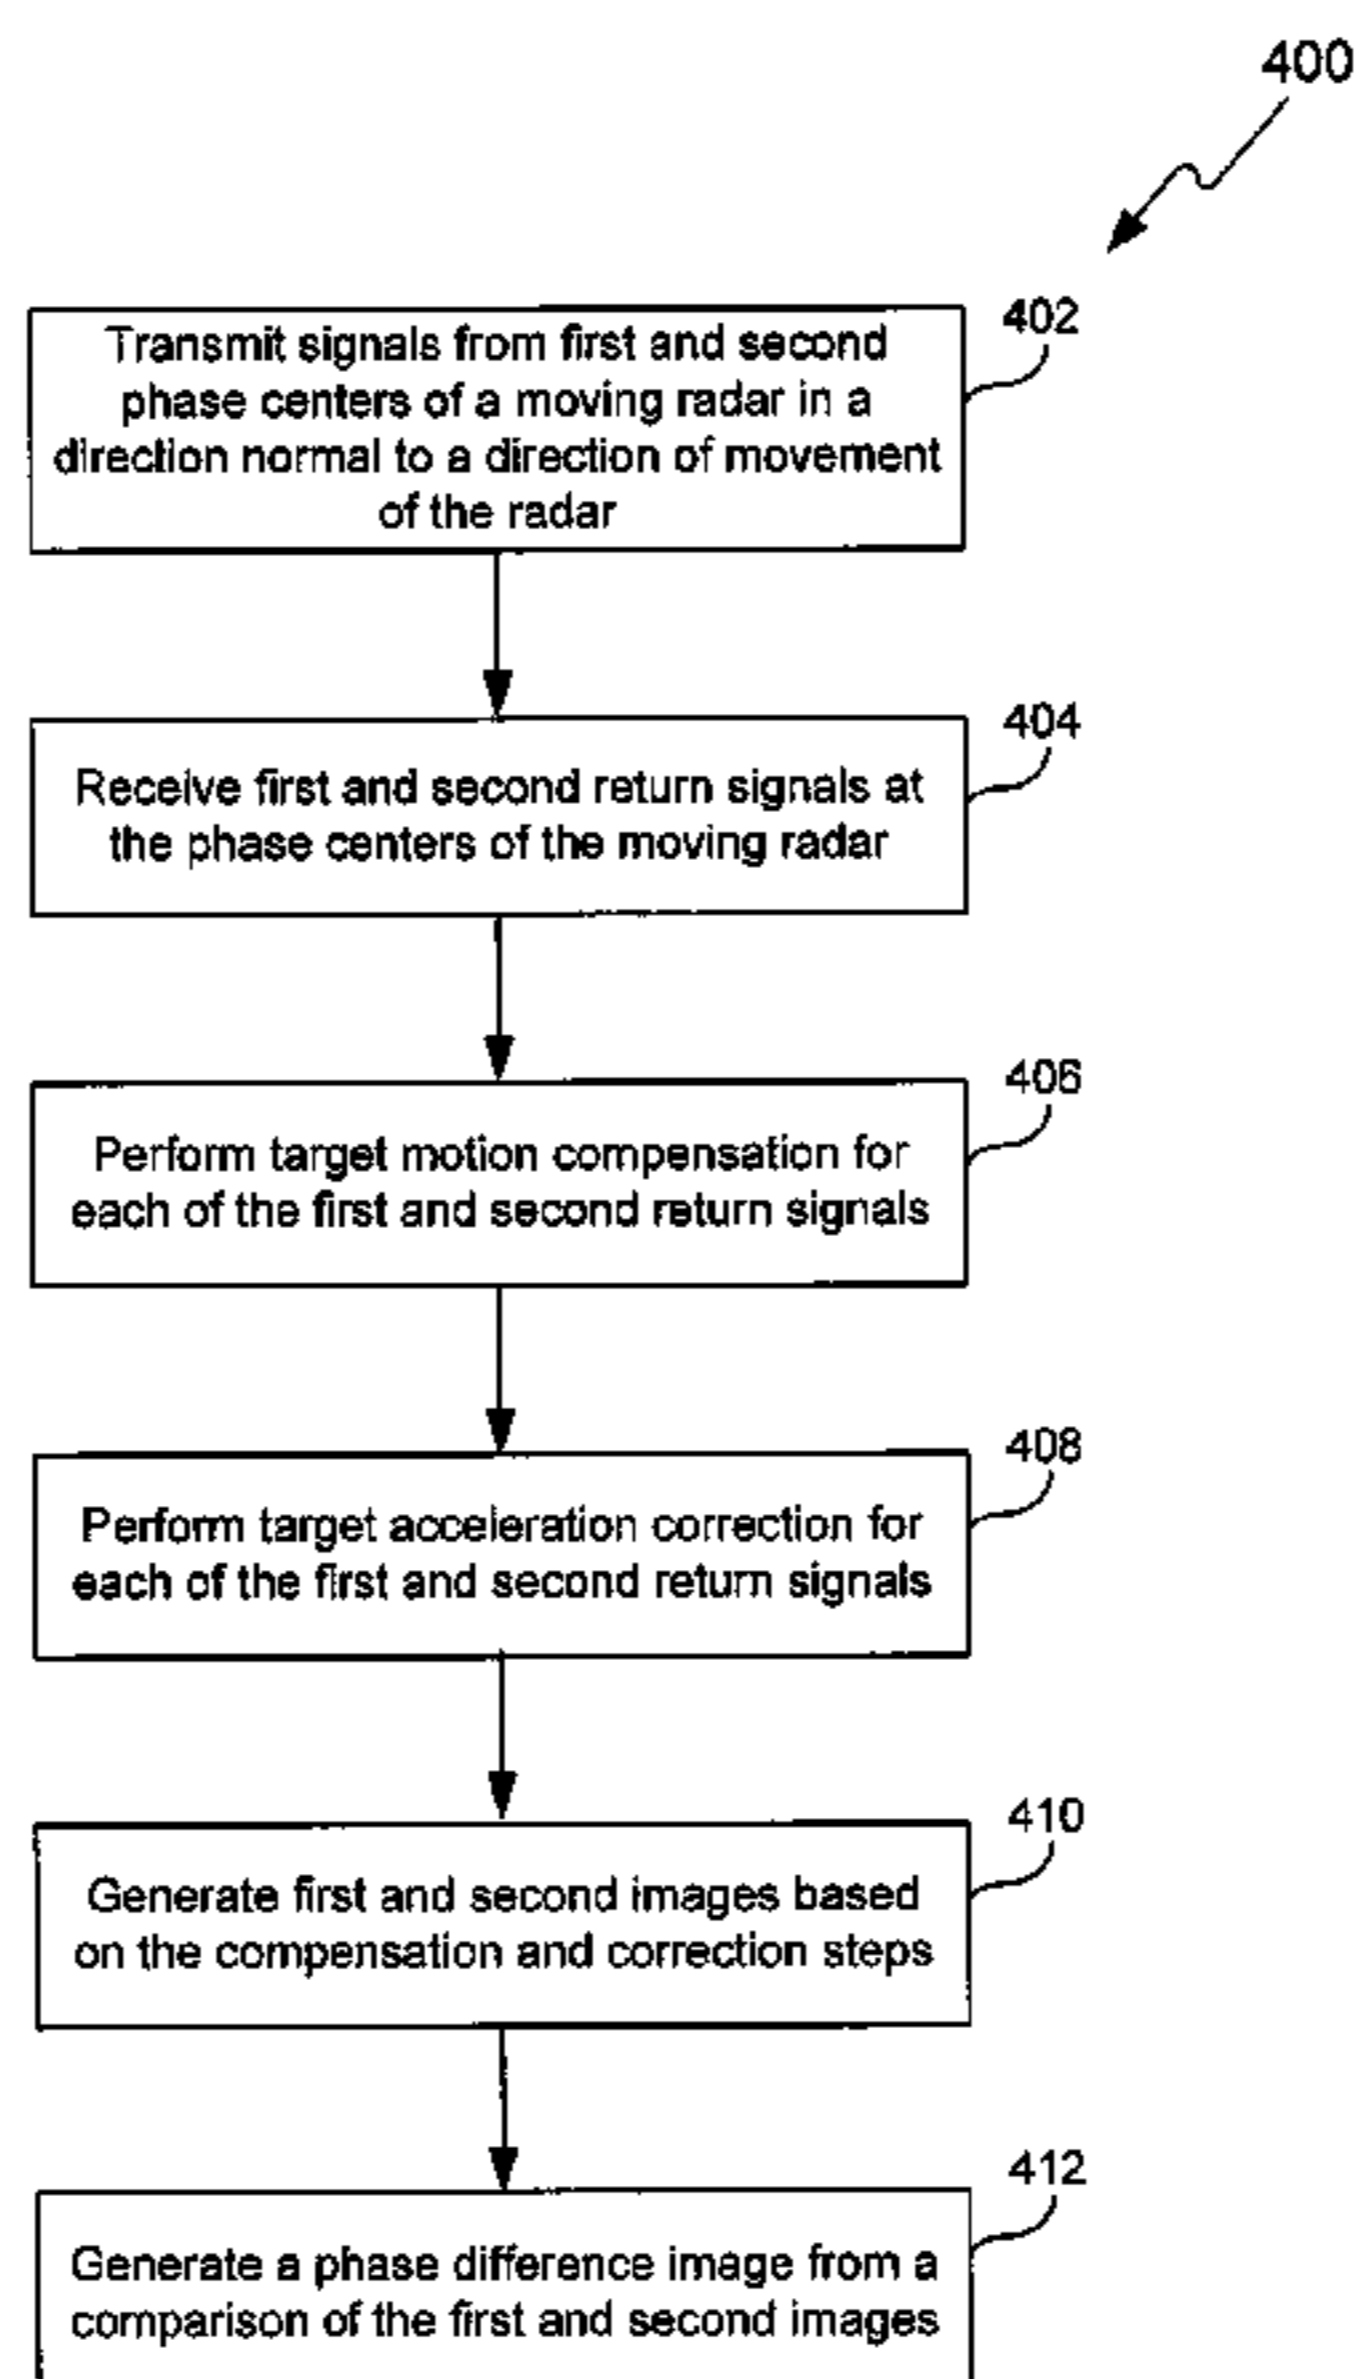 400
402
Transmit signals from first and second
phase centers of a moving radar in a
direction normal to a direction of movement
of the radar
404
Receive first and second return signals at
the phase centers of the moving radar
406
Perform target motion compensation for
each of the first and second return signals
408
Perform target acceleration correction for
each of the first and second return signals
410
Generate first and second images based
on the compensation and correction steps
412
Generate a phase difference image from a
comparison of the first and second images